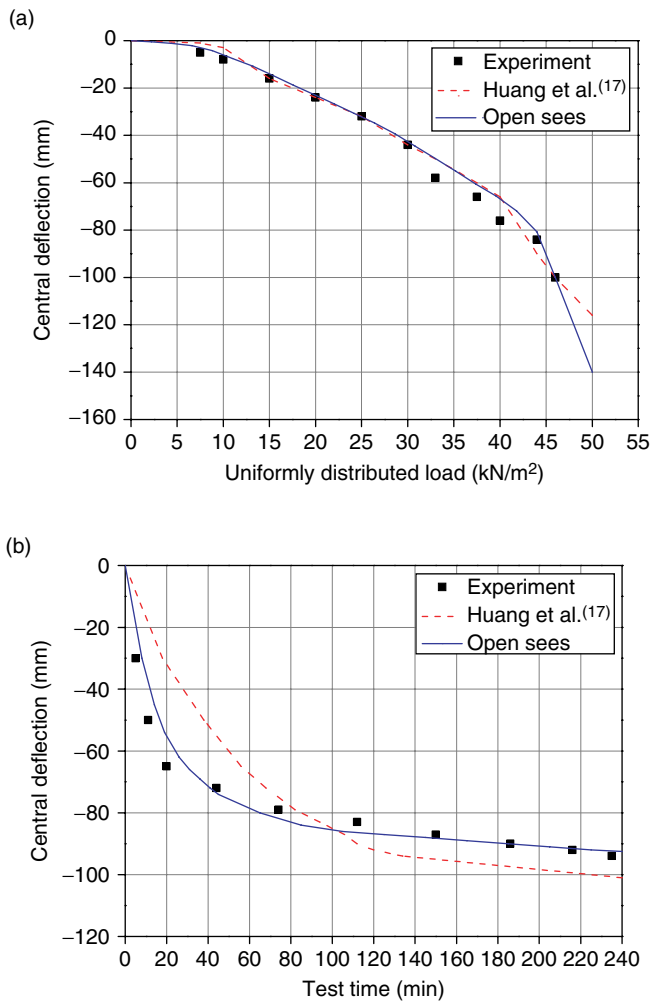 (a)
0
−20
−40
−60
−80
−100
−120
−140
−160
Central deflection (mm)
Experiment
Huang et al.(17)
Open sees
0 5 10 15 20 25 30 35 40 45 50 55
Uniformly distributed load (kN/m²)
(b)
0
−20
−40
−60
−80
−100
−120
Central deflection (mm)
Experiment
Huang et al.(17)
Open sees
0 20 40 60 80 100 120 140 160 180 200 220 240
Test time (min)